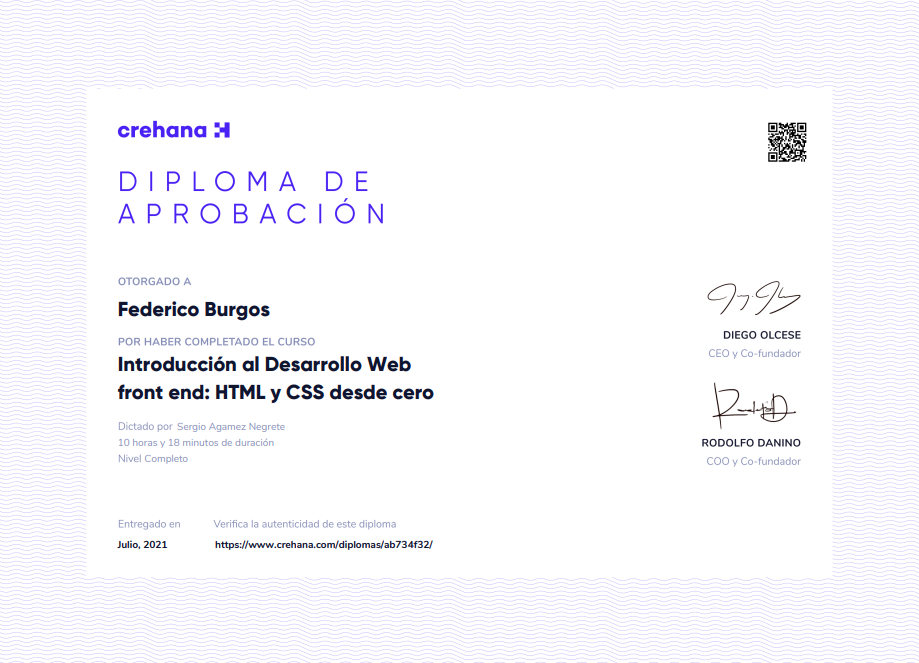 crehana
DIPLOMA DE
APROBACIÓN
OTORGADO A
Federico Burgos
POR HABER COMPLETADO EL CURSO
Introducción al Desarrollo Web
front end: HTML y CSS desde cero
Dictado por Sergio Agamez Negrete
10 horas y 18 minutos de duración
Nivel Completo
DIEGO OLCESE
CEO y Co-fundador
RODOLFO DANINO
COO y Co-fundador
Entregado en
Julio, 2021
Verifica la autenticidad de este diploma
https://www.crehana.com/diplomas/ab734f32/